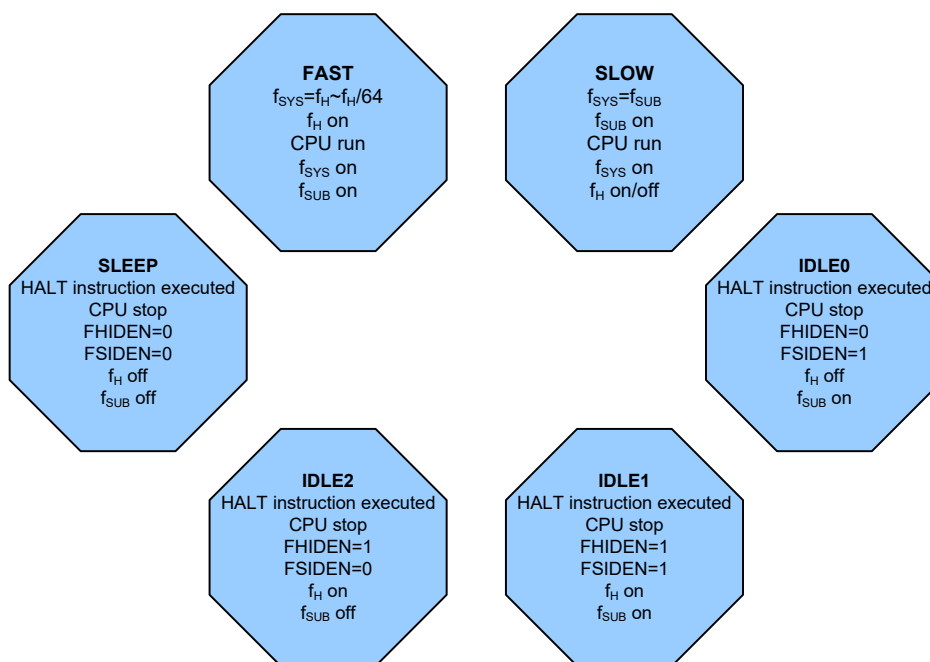 FAST
fSYS=fH~fH/64
fH on
CPU run
fSYS on
fSUB on
SLOW
fSYS=fSUB
fSUB on
CPU run
fSYS on
fH on/off
SLEEP
HALT instruction executed
CPU stop
FHIDEN=0
FSIDEN=0
fH off
fSUB off
IDLE0
HALT instruction executed
CPU stop
FHIDEN=0
FSIDEN=1
fH off
fSUB on
IDLE2
HALT instruction executed
CPU stop
FHIDEN=1
FSIDEN=0
fH on
fSUB off
IDLE1
HALT instruction executed
CPU stop
FHIDEN=1
FSIDEN=1
fH on
fSUB on